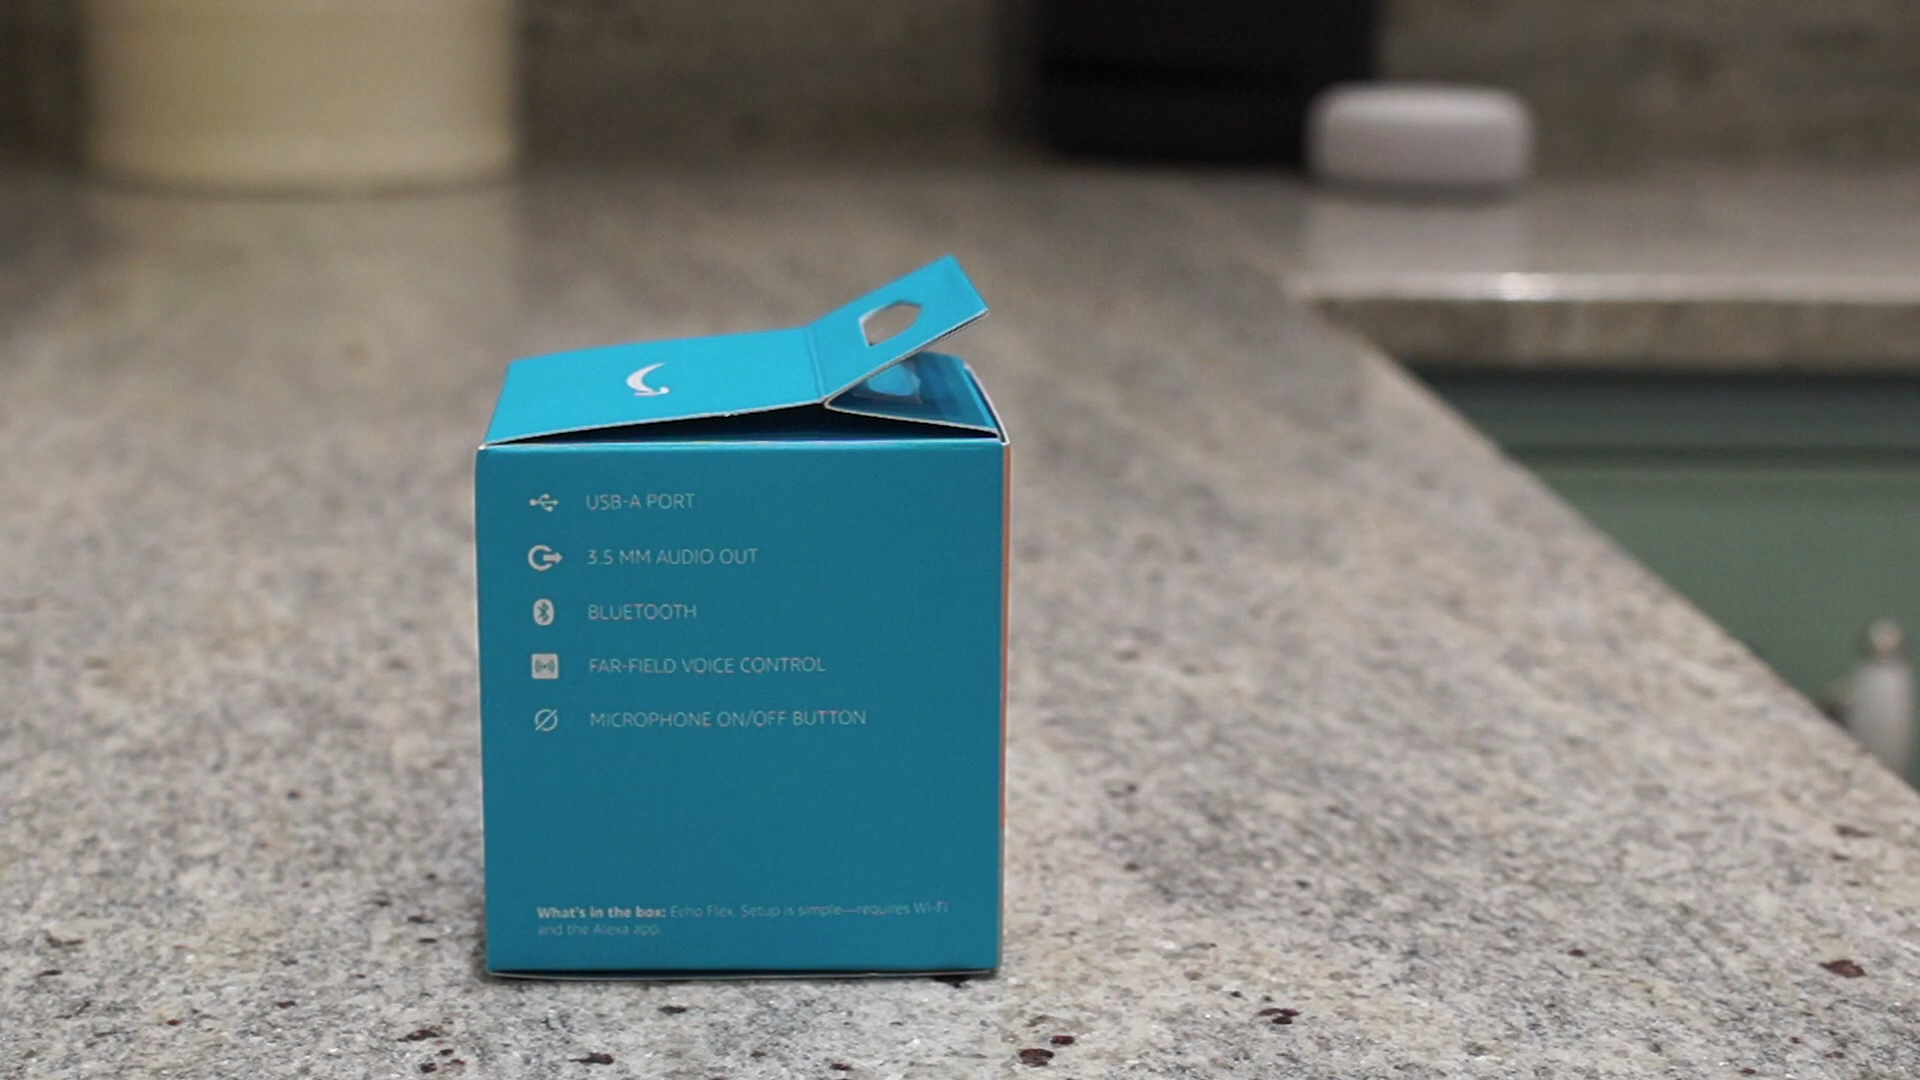 USB-A PORT
3.5 MM AUDIO OUT
BLUETOOTH
FAR-FIELD VOICE CONTROL
MICROPHONE ON/OFF BUTTON
What's in the box: Echo Flex. Setup is simple—requires Wi-Fi
and the Alexa app.